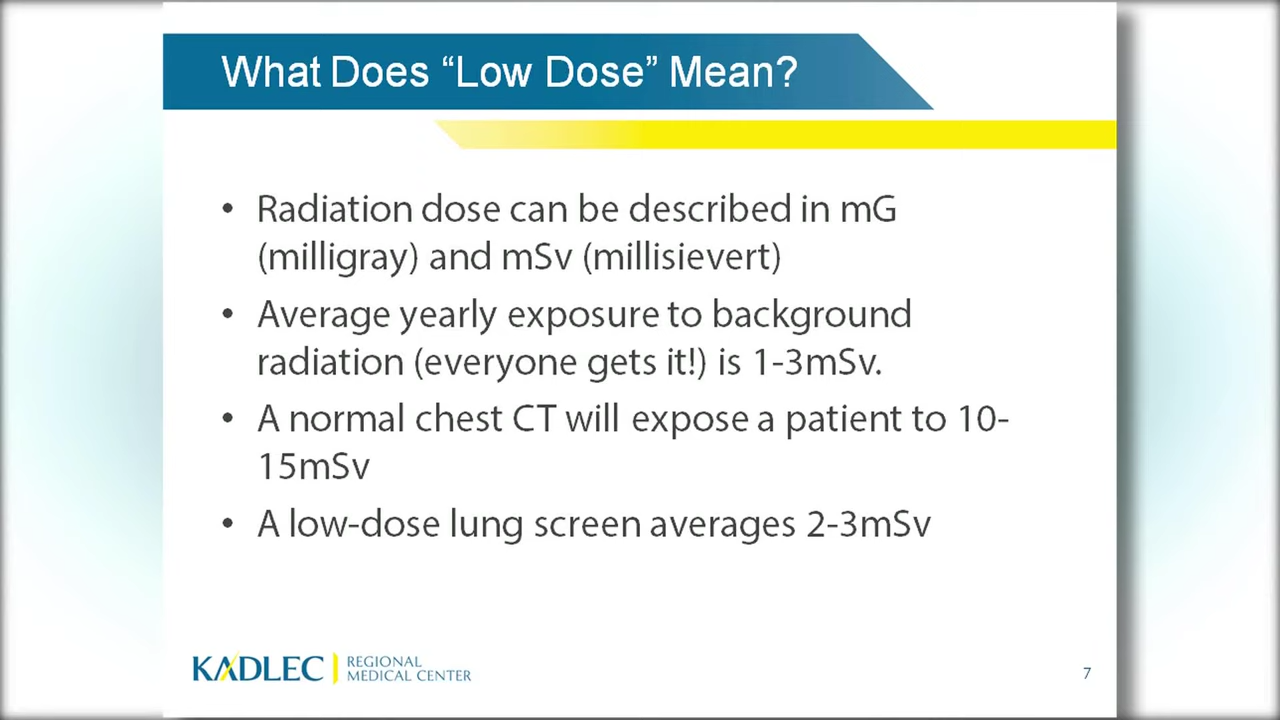 What Does “Low Dose” Mean?
• Radiation dose can be described in mG
(milligray) and mSv (millisievert)
• Average yearly exposure to background
radiation (everyone gets it!) is 1-3mSv.
• A normal chest CT will expose a patient to 10-
15mSv
• A low-dose lung screen averages 2-3mSv
KADLEC
REGIONAL
MEDICAL CENTER
7